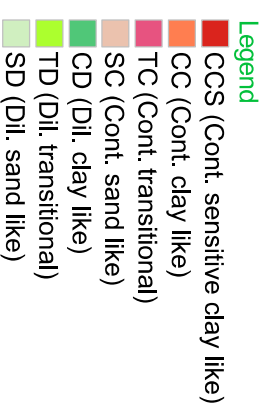 Legend
CCS (Cont. sensitive clay like)
CC (Cont. clay like)
TC (Cont. transitional)
SC (Cont. sand like)
CD (Dil. clay like)
TD (Dil. transitional)
SD (Dil. sand like)